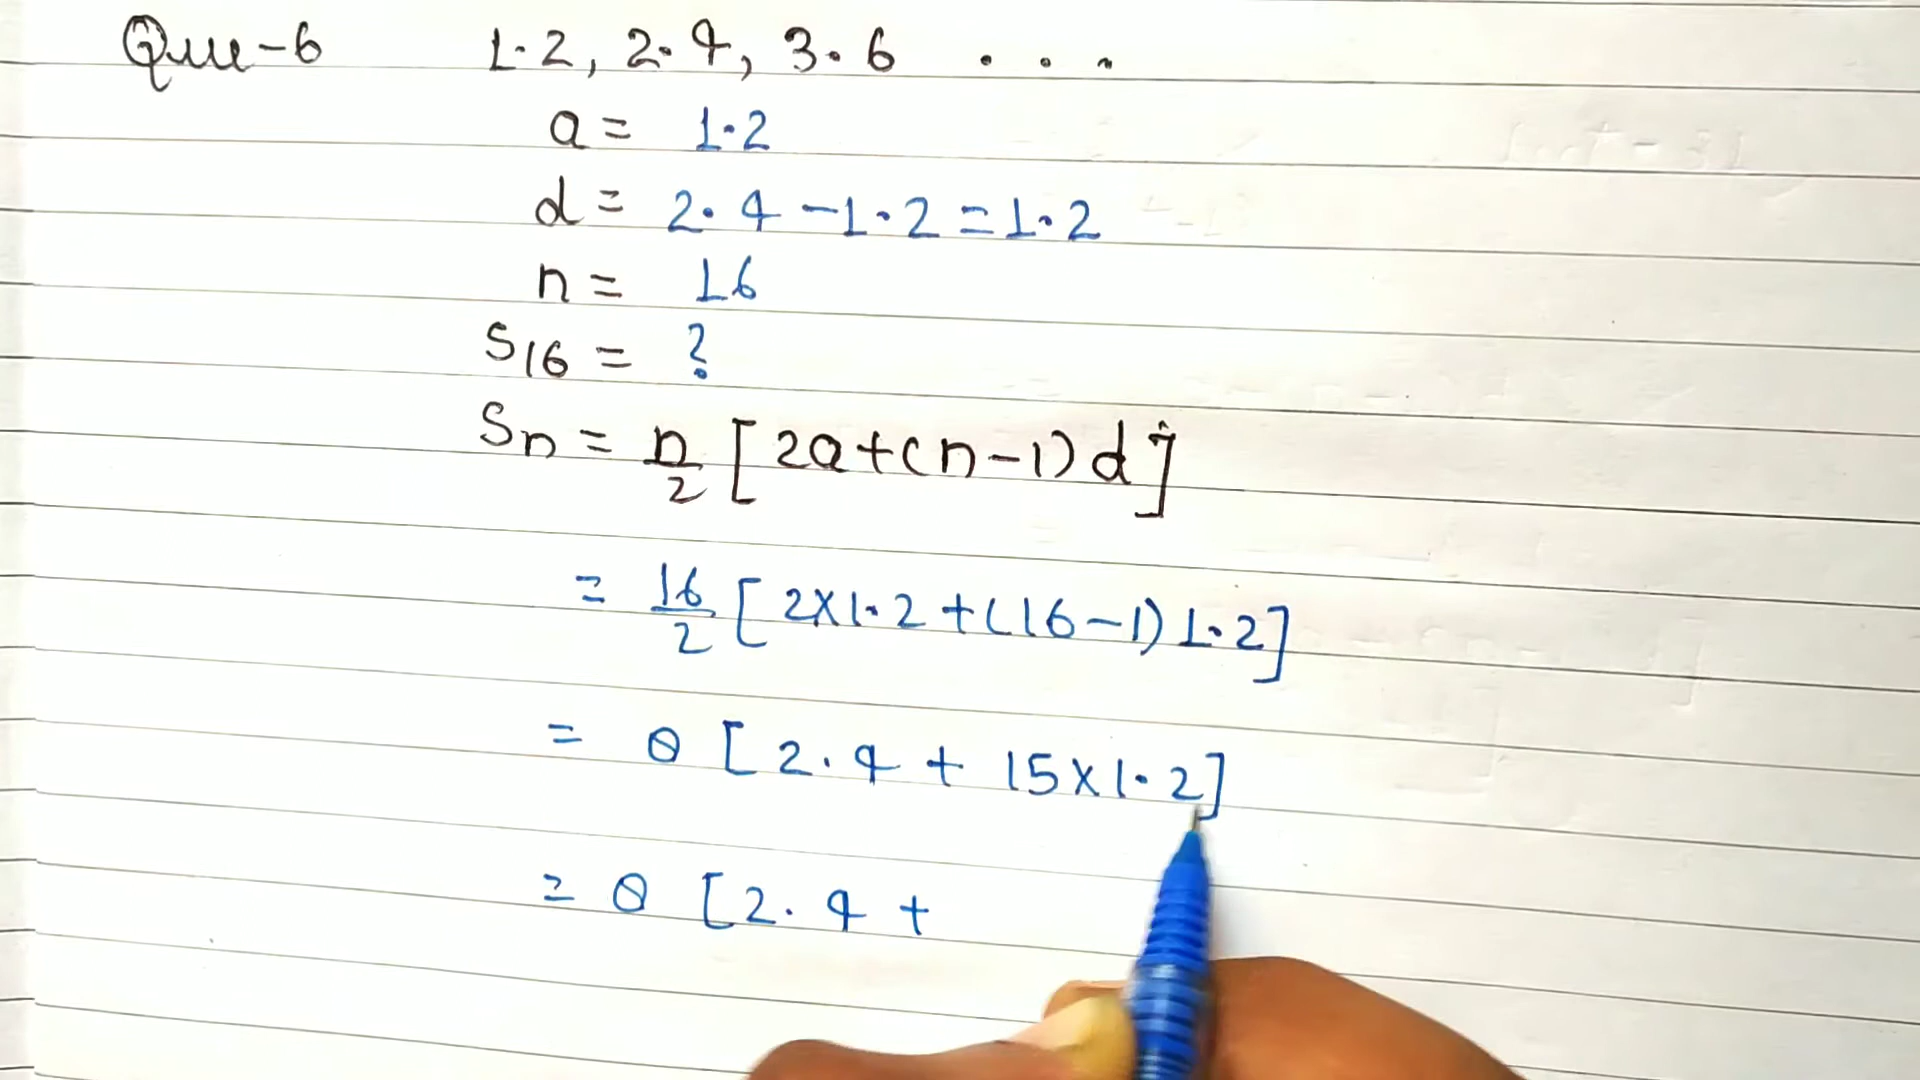 Que-6 1.2, 2.4, 3.6 . . .
a = 1.2
d = 2.4 - 1.2 = 1.2
n = 16
S16 = ?
Sn = n/2 [2a+(n-1)d]
= 16/2 [2×1.2+(16-1)1.2]
= 8 [2.4 + 15×1.2]
= 8 [2.4 +